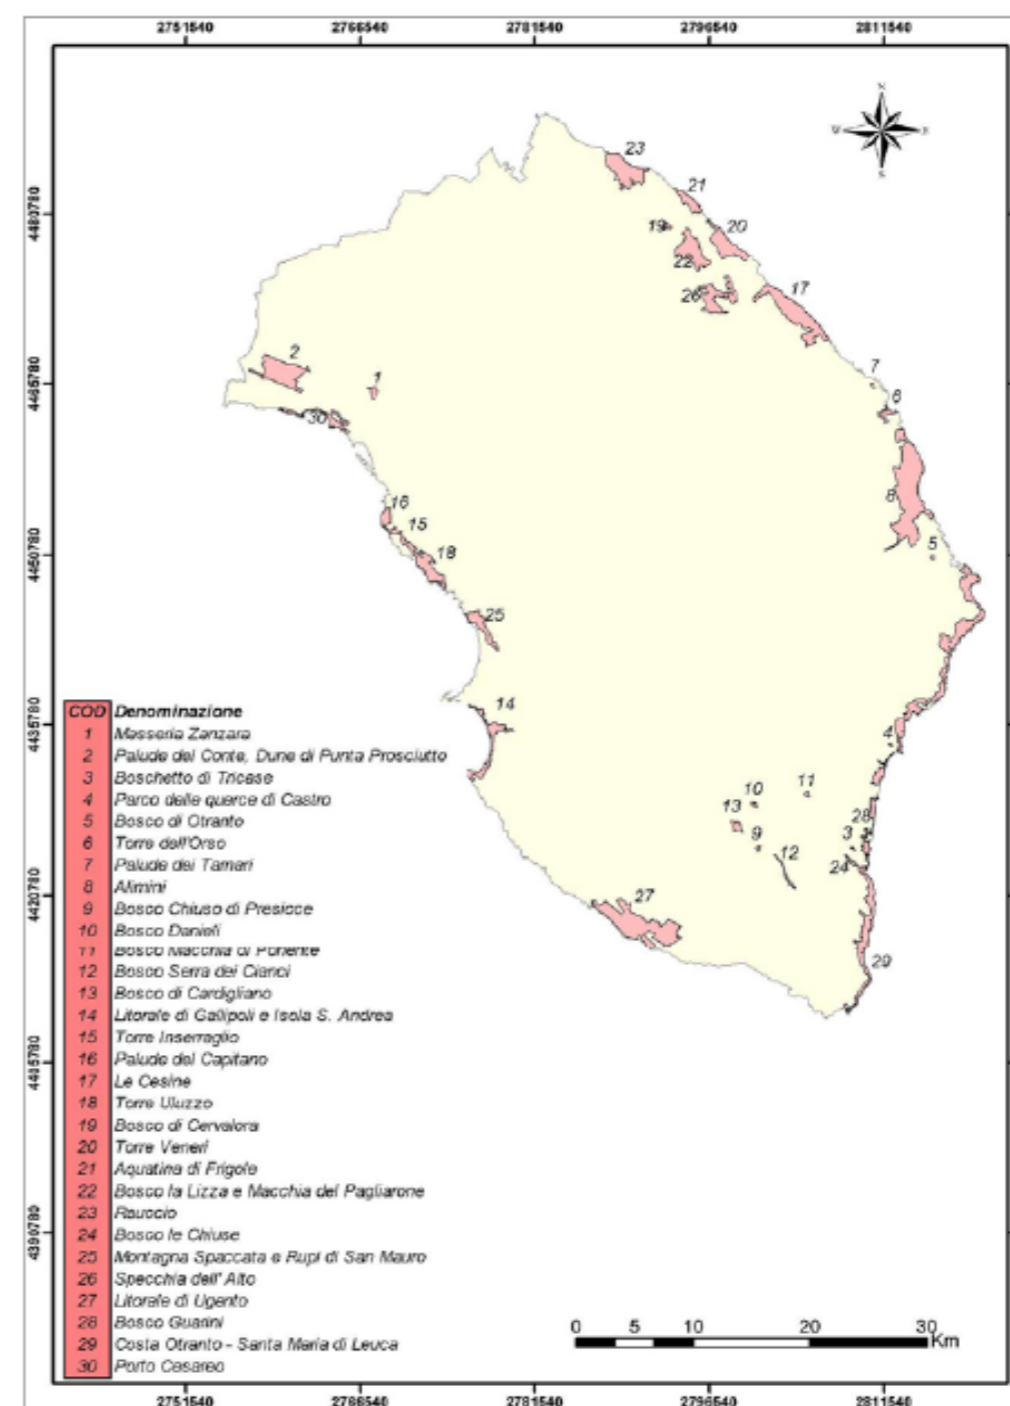 2751540 2766540 2781540 2796540 2811540
N
W E
S
23
21
19 20
22
26 17
2 7
1 6
30
16 8
15
18 5
25
14
4
11
10
13 28
9 3
12 24
27
29
4480780
4465780
4450780
4435780
4420780
4405780
4390780
COD Denominazione
1 Masseria Zanzara
2 Palude del Conte, Dune di Punta Prosciutto
3 Boschetto di Tricase
4 Parco delle querce di Castro
5 Bosco di Otranto
6 Torre dell'Orso
7 Palude dei Tamari
8 Alimini
9 Bosco Chiuso di Presicce
10 Bosco Danieli
11 Bosco Macchia di Ponente
12 Bosco Serra dei Cianci
13 Bosco di Cardigliano
14 Litorale di Gallipoli e Isola S. Andrea
15 Torre Inserraglio
16 Palude del Capitano
17 Le Cesine
18 Torre Uluzzo
19 Bosco di Cervalora
20 Torre Veneri
21 Aquatina di Frigole
22 Bosco la Lizza e Macchia del Pagliarone
23 Rauccio
24 Bosco le Chiuse
25 Montagna Spaccata e Rupi di San Mauro
26 Specchia dell' Alto
27 Litorale di Ugento
28 Bosco Guarini
29 Costa Otranto - Santa Maria di Leuca
30 Porto Cesareo
0 5 10 20 30
Km
2751540 2766540 2781540 2796540 2811540